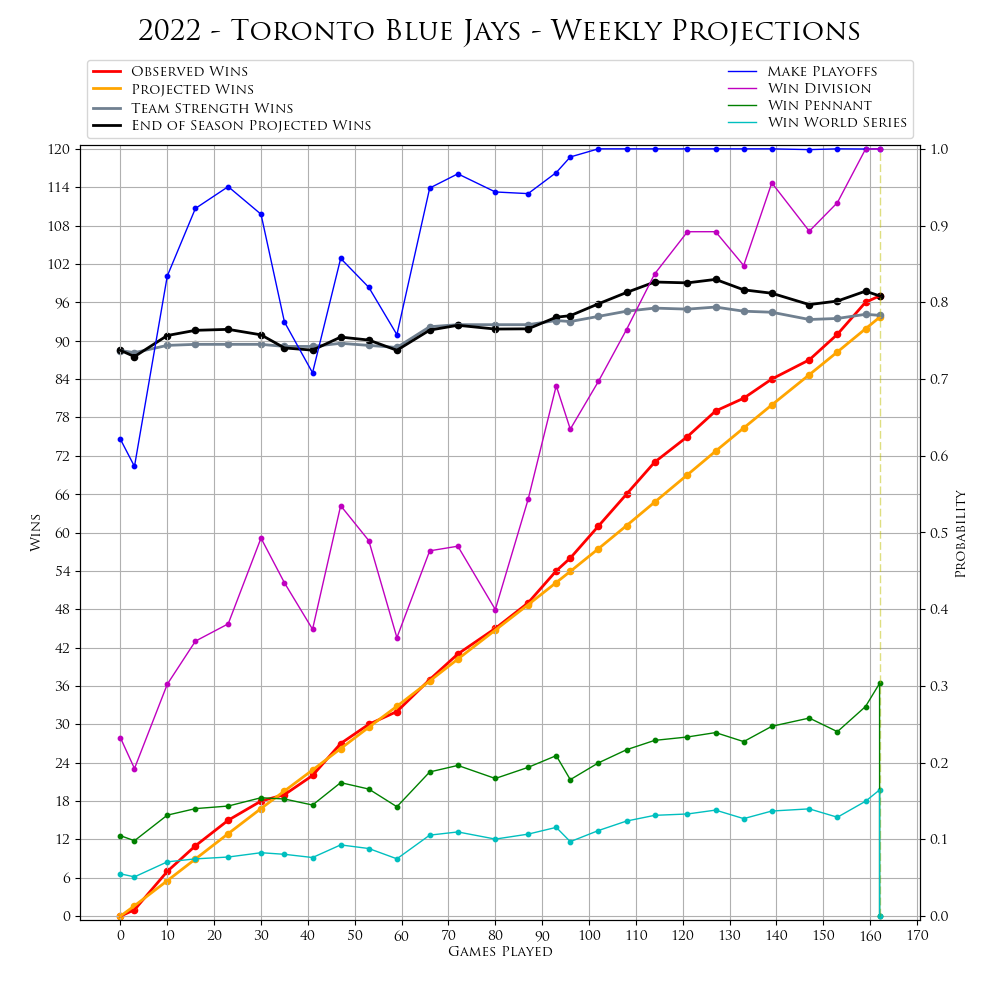 2022 - Toronto Blue Jays - Weekly Projections
Observed Wins
Projected Wins
Team Strength Wins
End of Season Projected Wins
Make Playoffs
Win Division
Win Pennant
Win World Series
120
114
108
102
96
90
84
78
72
66
60
54
48
42
36
30
24
18
12
6
0
Wins
1.0
0.9
0.8
0.7
0.6
0.5
0.4
0.3
0.2
0.1
0.0
Probability
0 10 20 30 40 50 60 70 80 90 100 110 120 130 140 150 160 170
Games Played